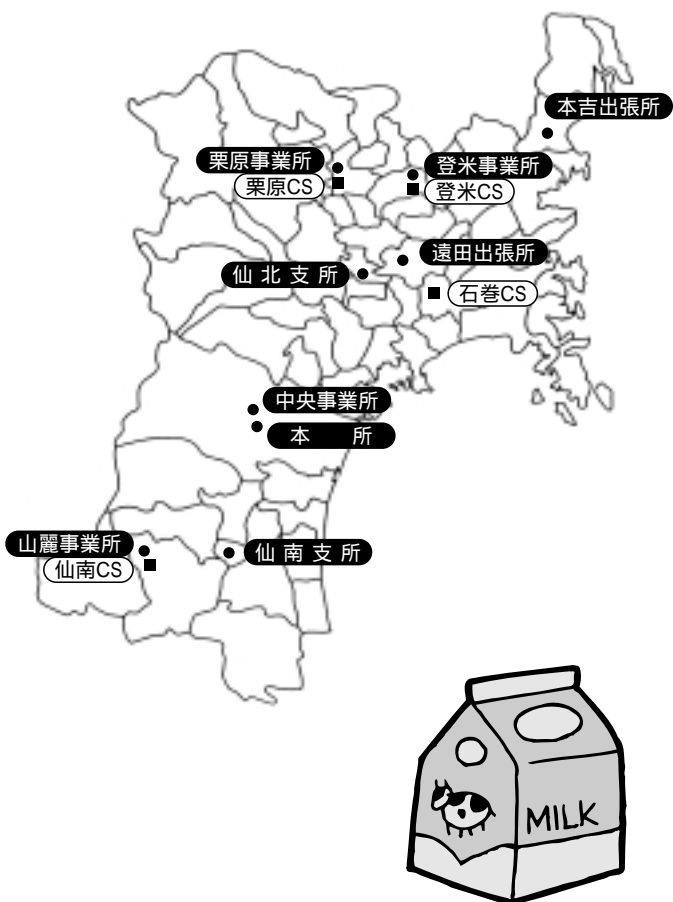 本吉出張所
栗原事業所
栗原CS
登米事業所
登米CS
遠田出張所
仙北支所
石巻CS
中央事業所
本所
山麓事業所
仙南CS
仙南支所
MILK